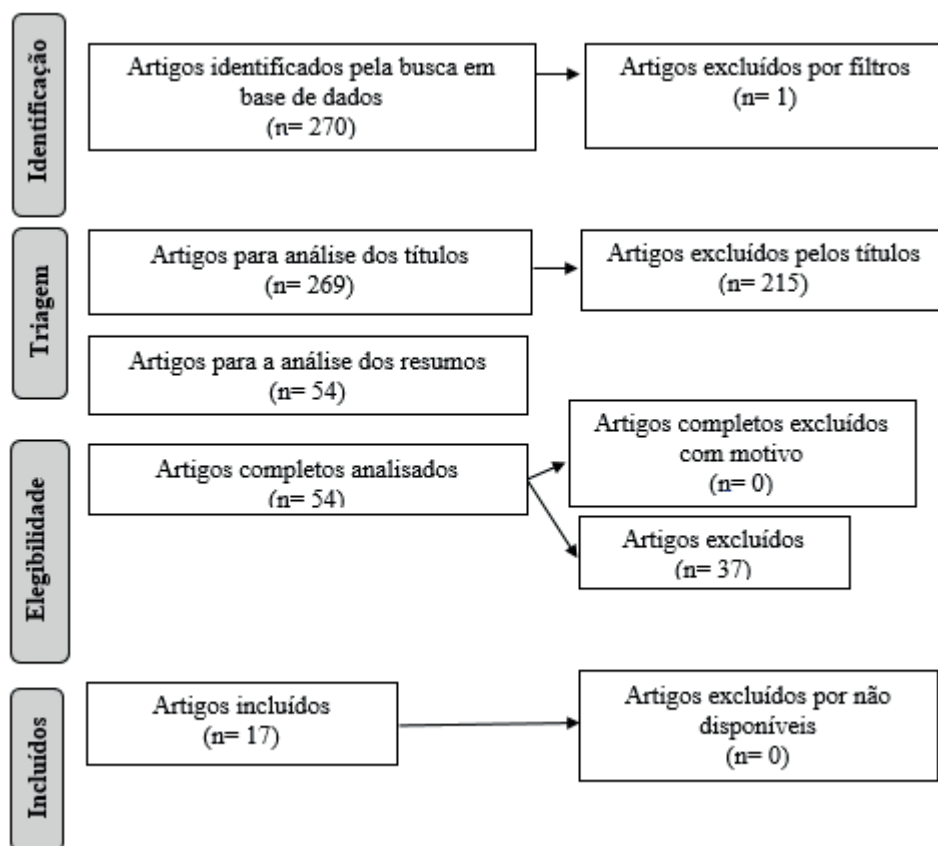 Identificação
Artigos identificados pela busca em
base de dados
(n= 270)
Artigos excluídos por filtros
(n= 1)
Triagem
Artigos para análise dos títulos
(n= 269)
Artigos excluídos pelos títulos
(n= 215)
Artigos para a análise dos resumos
(n= 54)
Elegibilidade
Artigos completos analisados
(n= 54)
Artigos completos excluídos
com motivo
(n= 0)
Artigos excluídos
(n= 37)
Incluídos
Artigos incluídos
(n= 17)
Artigos excluídos por não
disponíveis
(n= 0)